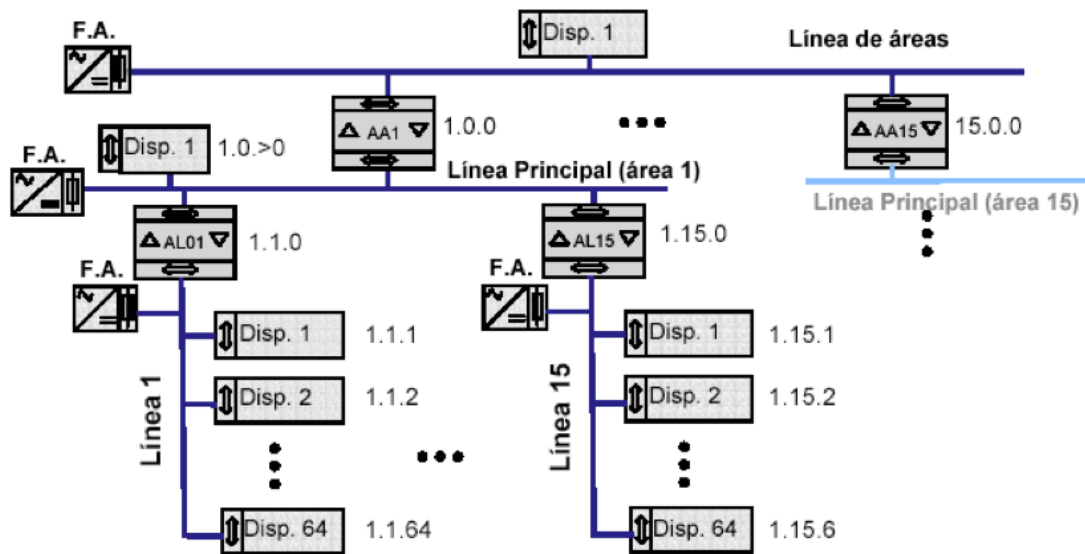 F.A.
Disp. 1
Línea de áreas
AA1
1.0.0
AA15
15.0.0
F.A.
Disp. 1
1.0.>0
Línea Principal (área 1)
Línea Principal (área 15)
AL01
1.1.0
AL15
1.15.0
F.A.
F.A.
Disp. 1
1.1.1
Disp. 1
1.15.1
Línea 1
Disp. 2
1.1.2
Línea 15
Disp. 2
1.15.2
Disp. 64
1.1.64
Disp. 64
1.15.6